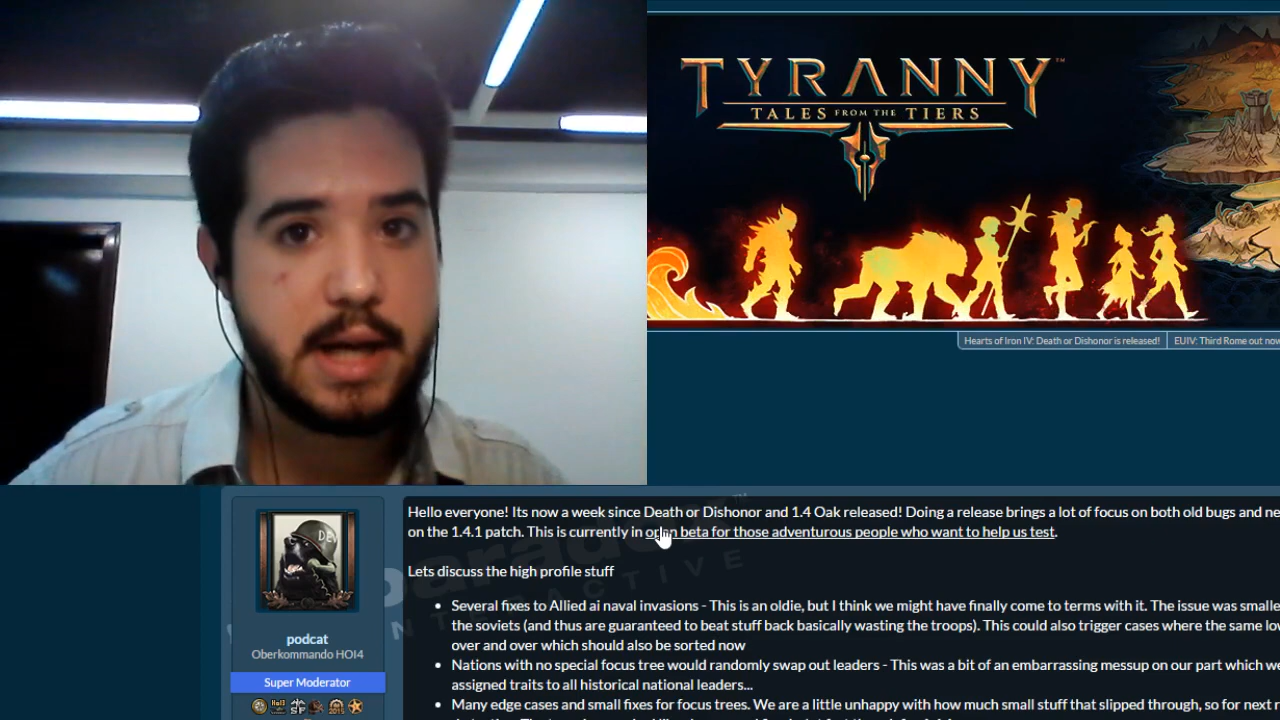 TYRANNY™
TALES FROM THE TIERS
Hearts of Iron IV: Death or Dishonor is released!
EUIV: Third Rome out now
Hello everyone! Its now a week since Death or Dishonor and 1.4 Oak released! Doing a release brings a lot of focus on both old bugs and ne
on the 1.4.1 patch. This is currently in open beta for those adventurous people who want to help us test.
Lets discuss the high profile stuff
Several fixes to Allied ai naval invasions - This is an oldie, but I think we might have finally come to terms with it. The issue was smalle
the soviets (and thus are guaranteed to beat stuff back basically wasting the troops). This could also trigger cases where the same lo
over and over which should also be sorted now
Nations with no special focus tree would randomly swap out leaders - This was a bit of an embarrassing messup on our part which we
assigned traits to all historical national leaders...
Many edge cases and small fixes for focus trees. We are a little unhappy with how much small stuff that slipped through, so for next
DEV
podcat
Oberkommando HOI4
Super Moderator
paradox™
INTERACTIVE